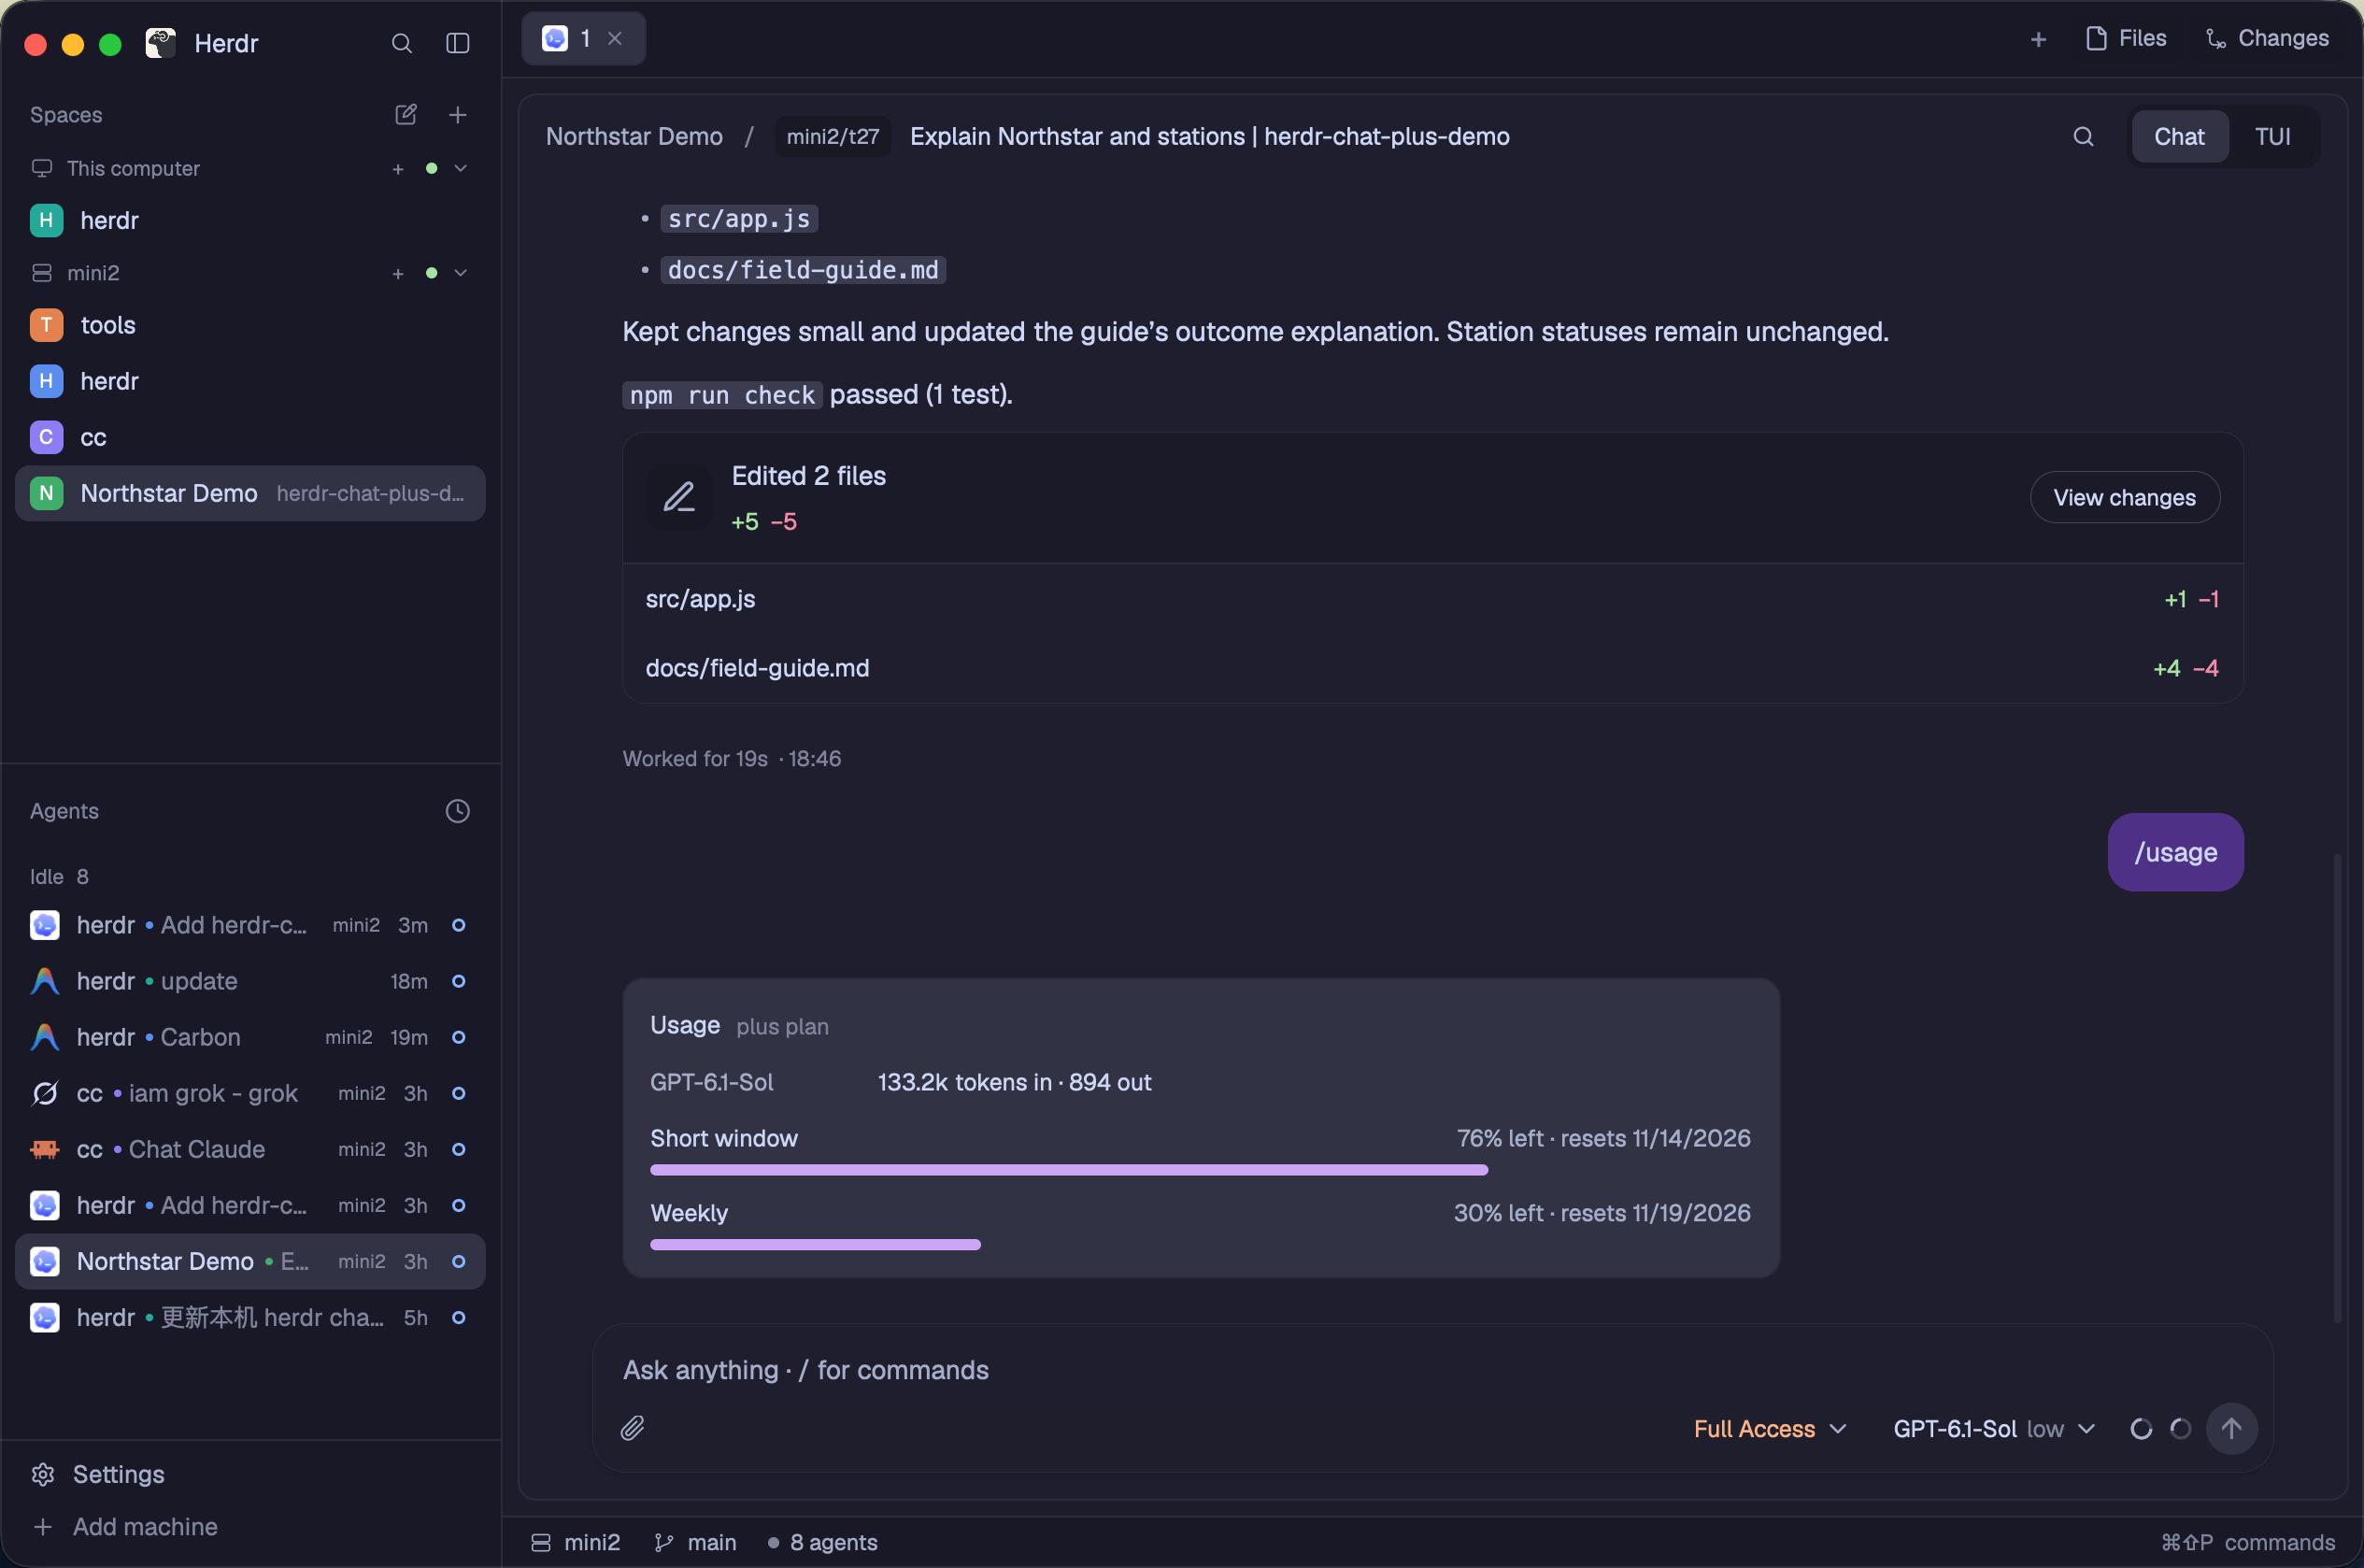 Herdr
Spaces
This computer
H herdr
mini2
T tools
H herdr
C cc
N Northstar Demo herdr-chat-plus-d...
Agents
Idle 8
herdr • Add herdr-c... mini2 3m
herdr • update 18m
herdr • Carbon mini2 19m
cc • iam grok - grok mini2 3h
cc • Chat Claude mini2 3h
herdr • Add herdr-c... mini2 3h
Northstar Demo • E... mini2 3h
herdr • 更新本机 herdr cha... 5h
Settings
+ Add machine
1 ×
+ Files Changes
Northstar Demo / mini2/t27 Explain Northstar and stations | herdr-chat-plus-demo
Chat TUI
• src/app.js
• docs/field-guide.md
Kept changes small and updated the guide’s outcome explanation. Station statuses remain unchanged.
npm run check passed (1 test).
Edited 2 files
+5 −5
View changes
src/app.js +1 −1
docs/field-guide.md +4 −4
Worked for 19s · 18:46
/usage
Usage plus plan
GPT-6.1-Sol 133.2k tokens in · 894 out
Short window 76% left · resets 11/14/2026
Weekly 30% left · resets 11/19/2026
Ask anything · / for commands
Full Access GPT-6.1-Sol low
mini2 main • 8 agents
⌘⇧P commands